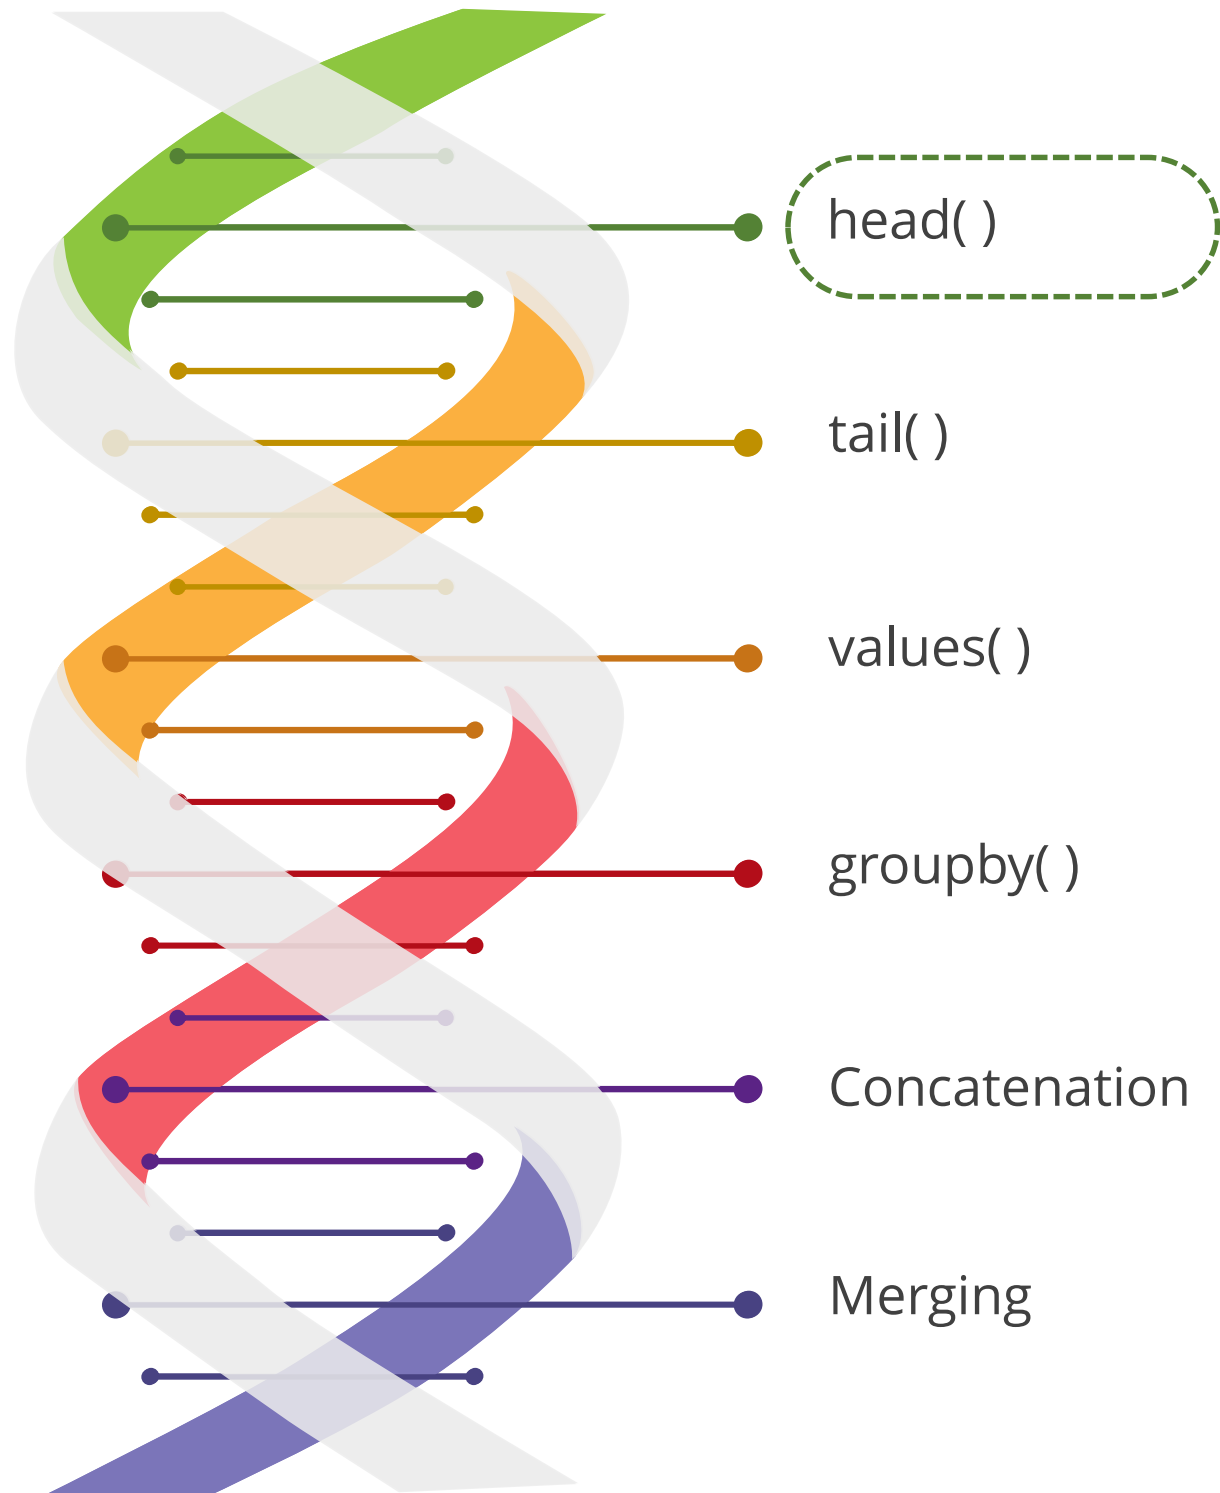 head( )
tail( )
values( )
groupby( )
Concatenation
Merging